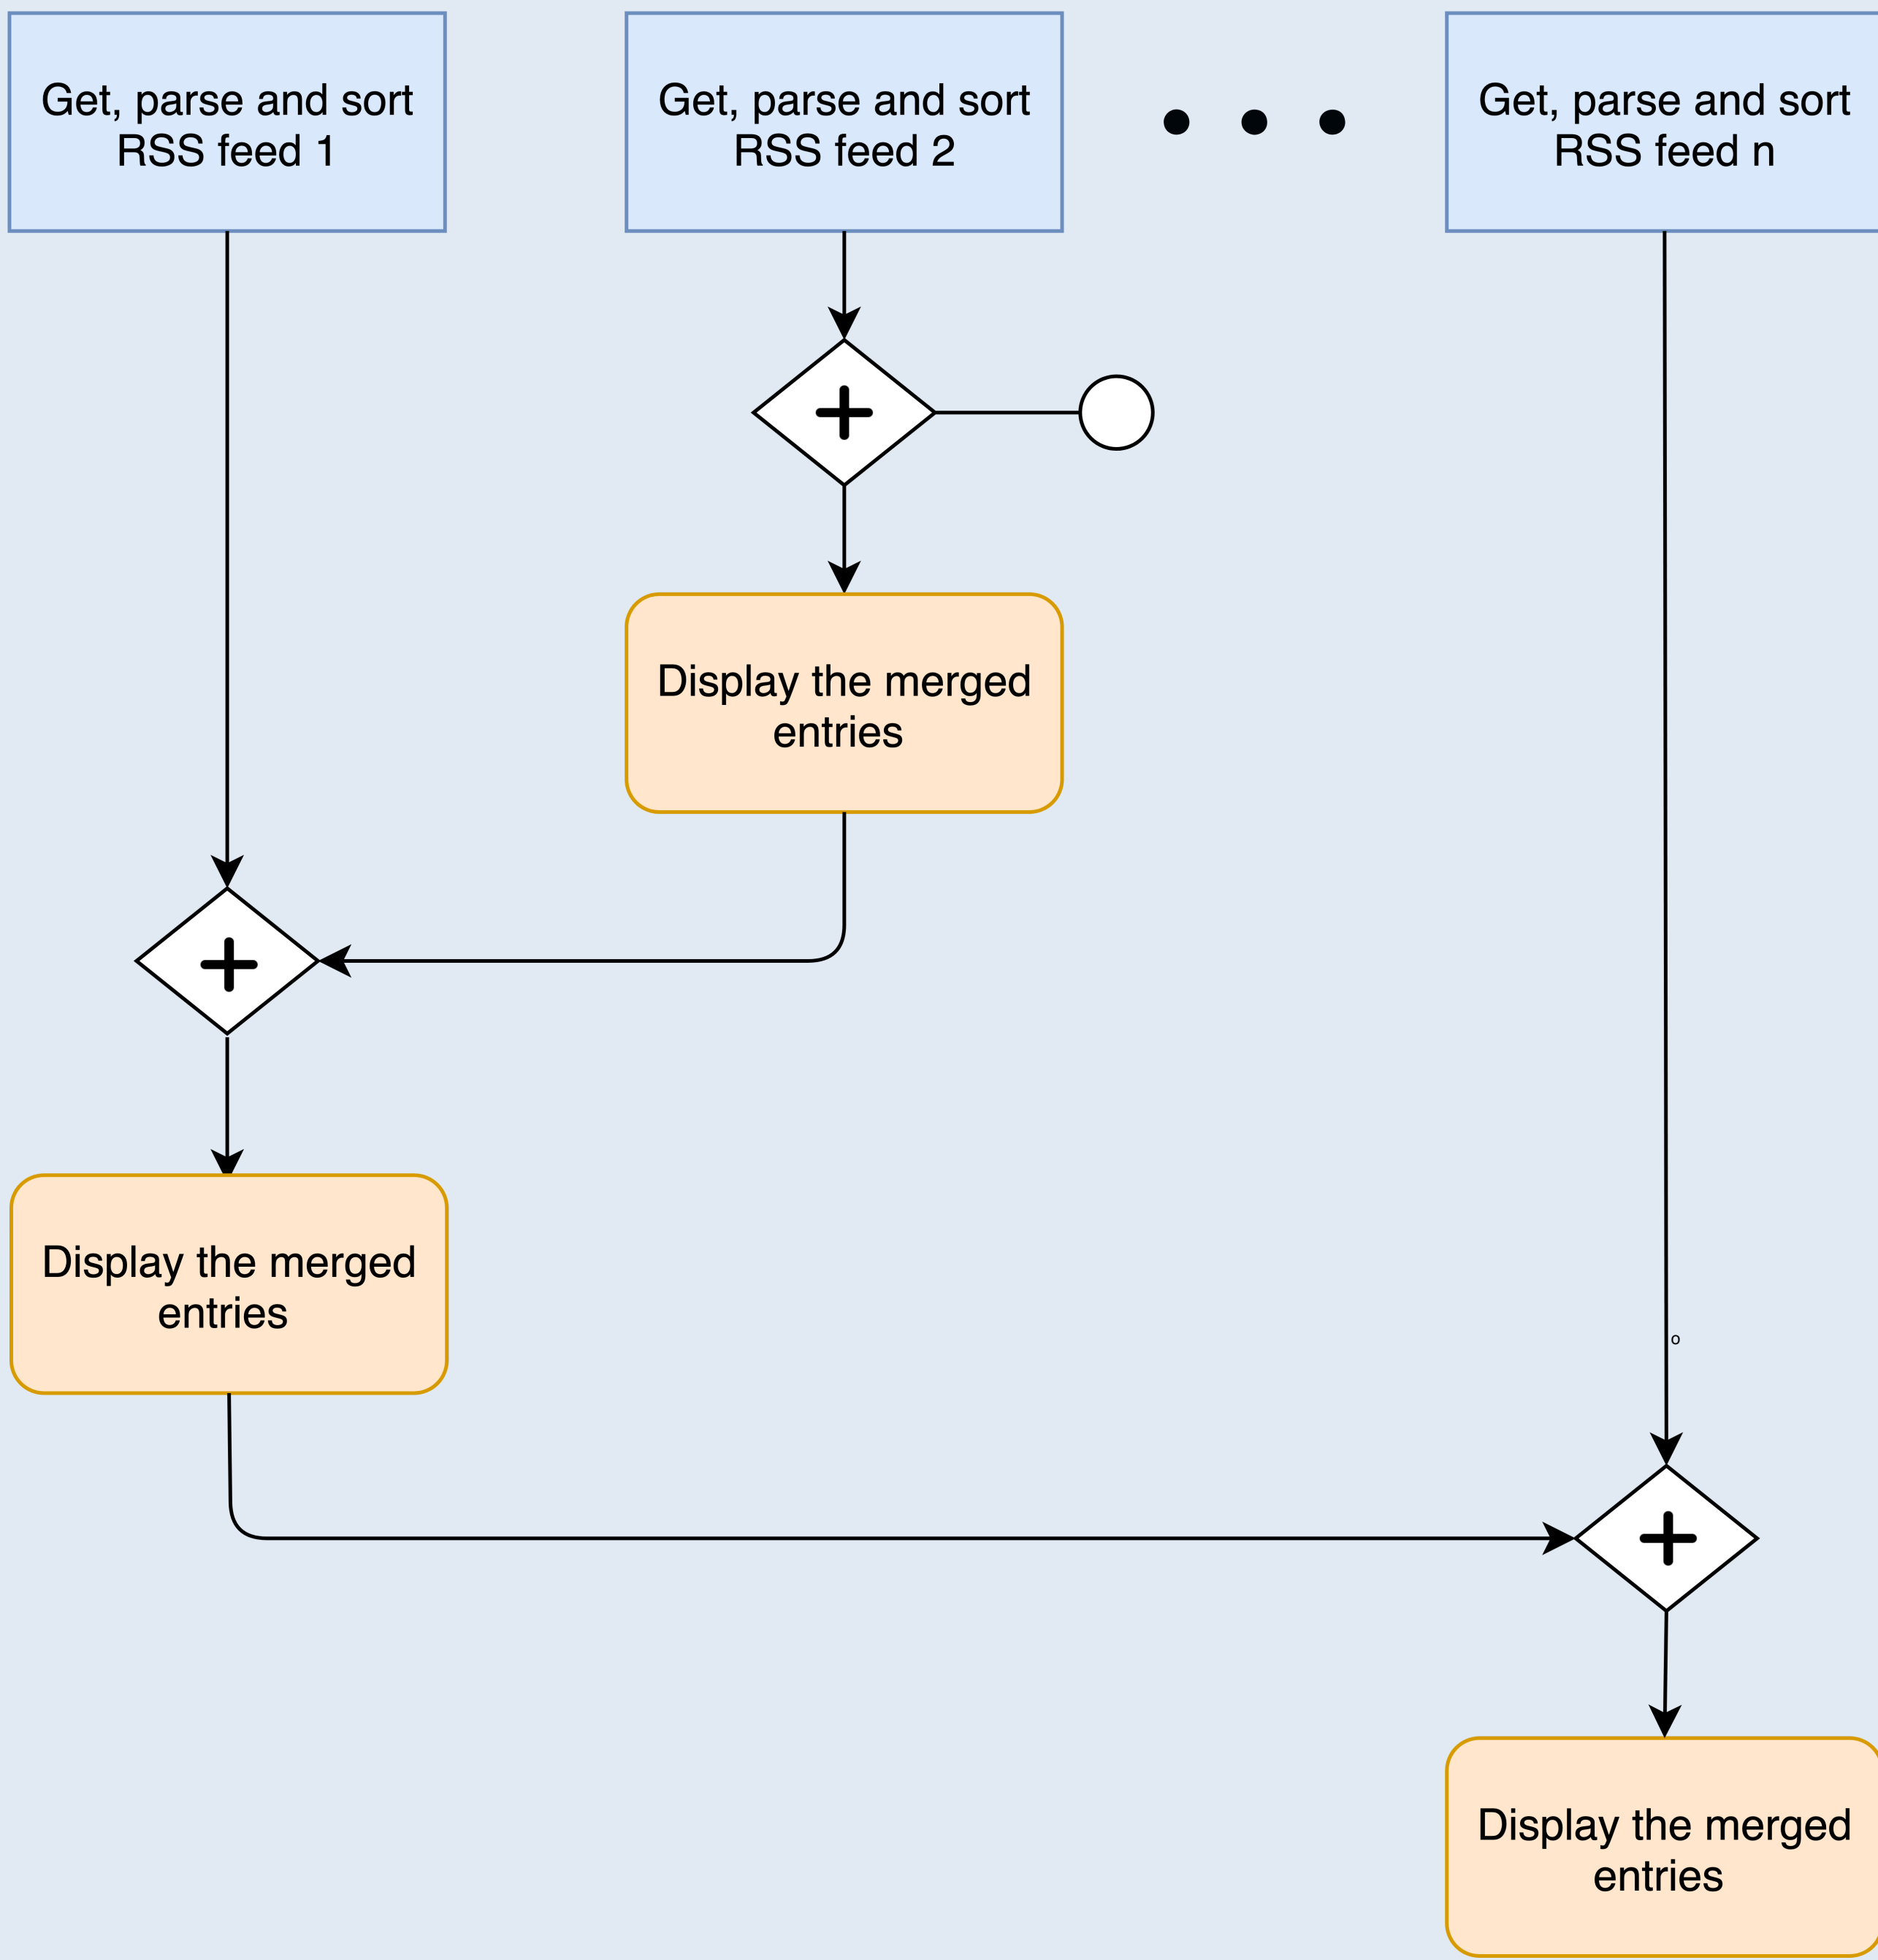 Get, parse and sort
RSS feed 1
Get, parse and sort
RSS feed 2
Get, parse and sort
RSS feed n
Display the merged
entries
Display the merged
entries
o
Display the merged
entries